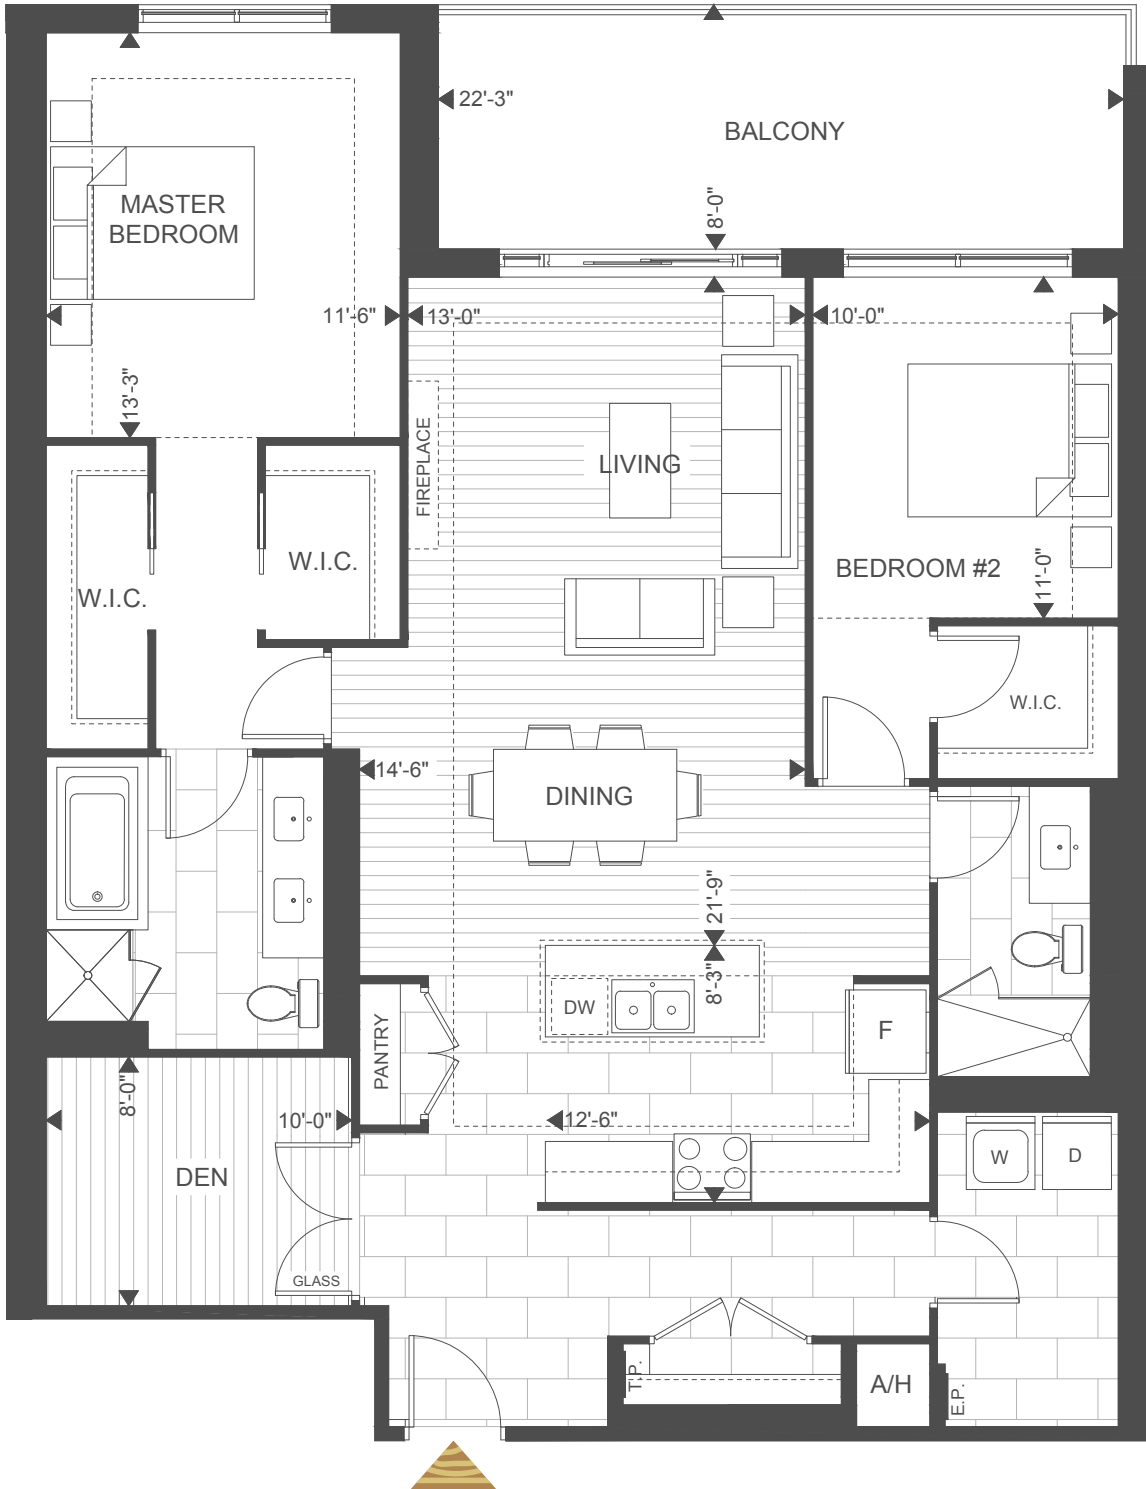 22'-3"
BALCONY
8'-0"
MASTER
BEDROOM
11'-6"
13'-0"
10'-0"
13'-3"
FIREPLACE
LIVING
W.I.C.
W.I.C.
BEDROOM #2
11'-0"
W.I.C.
14'-6"
DINING
21'-9"
8'-3"
DW
F
PANTRY
8'-0"
10'-0"
12'-6"
DEN
W
D
GLASS
T.P.
A/H
E.P.